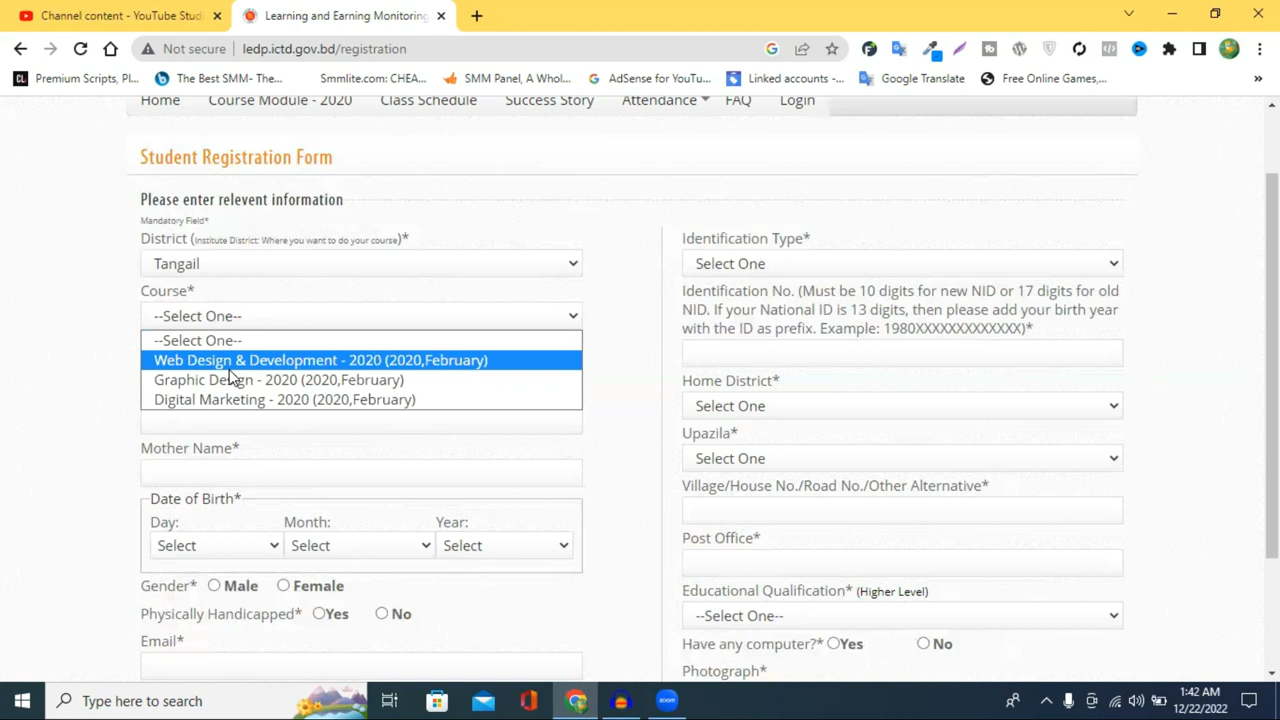 Channel content - YouTube Studi
Learning and Earning Monitoring
Not secure
ledp.ictd.gov.bd/registration
Premium Scripts, Pl...
The Best SMM- The...
Smmlite.com: CHEA...
SMM Panel, A Whol...
AdSense for YouTu...
Linked accounts -...
Google Translate
Free Online Games,...
Home
Course Module - 2020
Class Schedule
Success Story
Attendance
FAQ
Login
Student Registration Form
Please enter relevent information
Mandatory Field*
District (Institute District: Where you want to do your course)*
Tangail
Course*
--Select One--
--Select One--
Web Design & Development - 2020 (2020,February)
Graphic Design - 2020 (2020,February)
Digital Marketing - 2020 (2020,February)
Mother Name*
Date of Birth*
Day:
Month:
Year:
Select
Select
Select
Gender*
Male
Female
Physically Handicapped*
Yes
No
Email*
Identification Type*
Select One
Identification No. (Must be 10 digits for new NID or 17 digits for old
NID. If your National ID is 13 digits, then please add your birth year
with the ID as prefix. Example: 1980XXXXXXXXXXXXX)*
Home District*
Select One
Upazila*
Select One
Village/House No./Road No./Other Alternative*
Post Office*
Educational Qualification* (Higher Level)
--Select One--
Have any computer?*
Yes
No
Photograph*
Type here to search
zoom
1:42 AM
12/22/2022